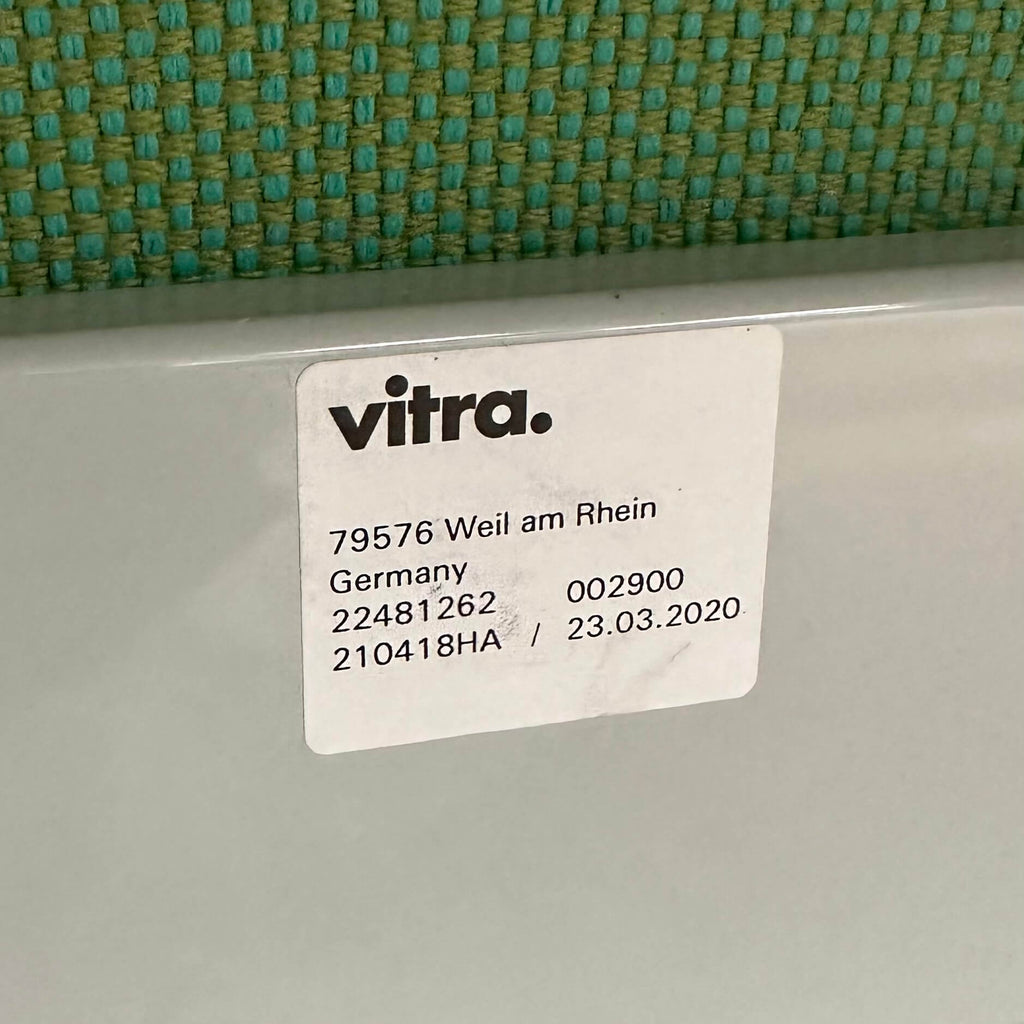 vitra.
79576 Weil am Rhein
Germany
22481262 002900
210418HA / 23.03.2020